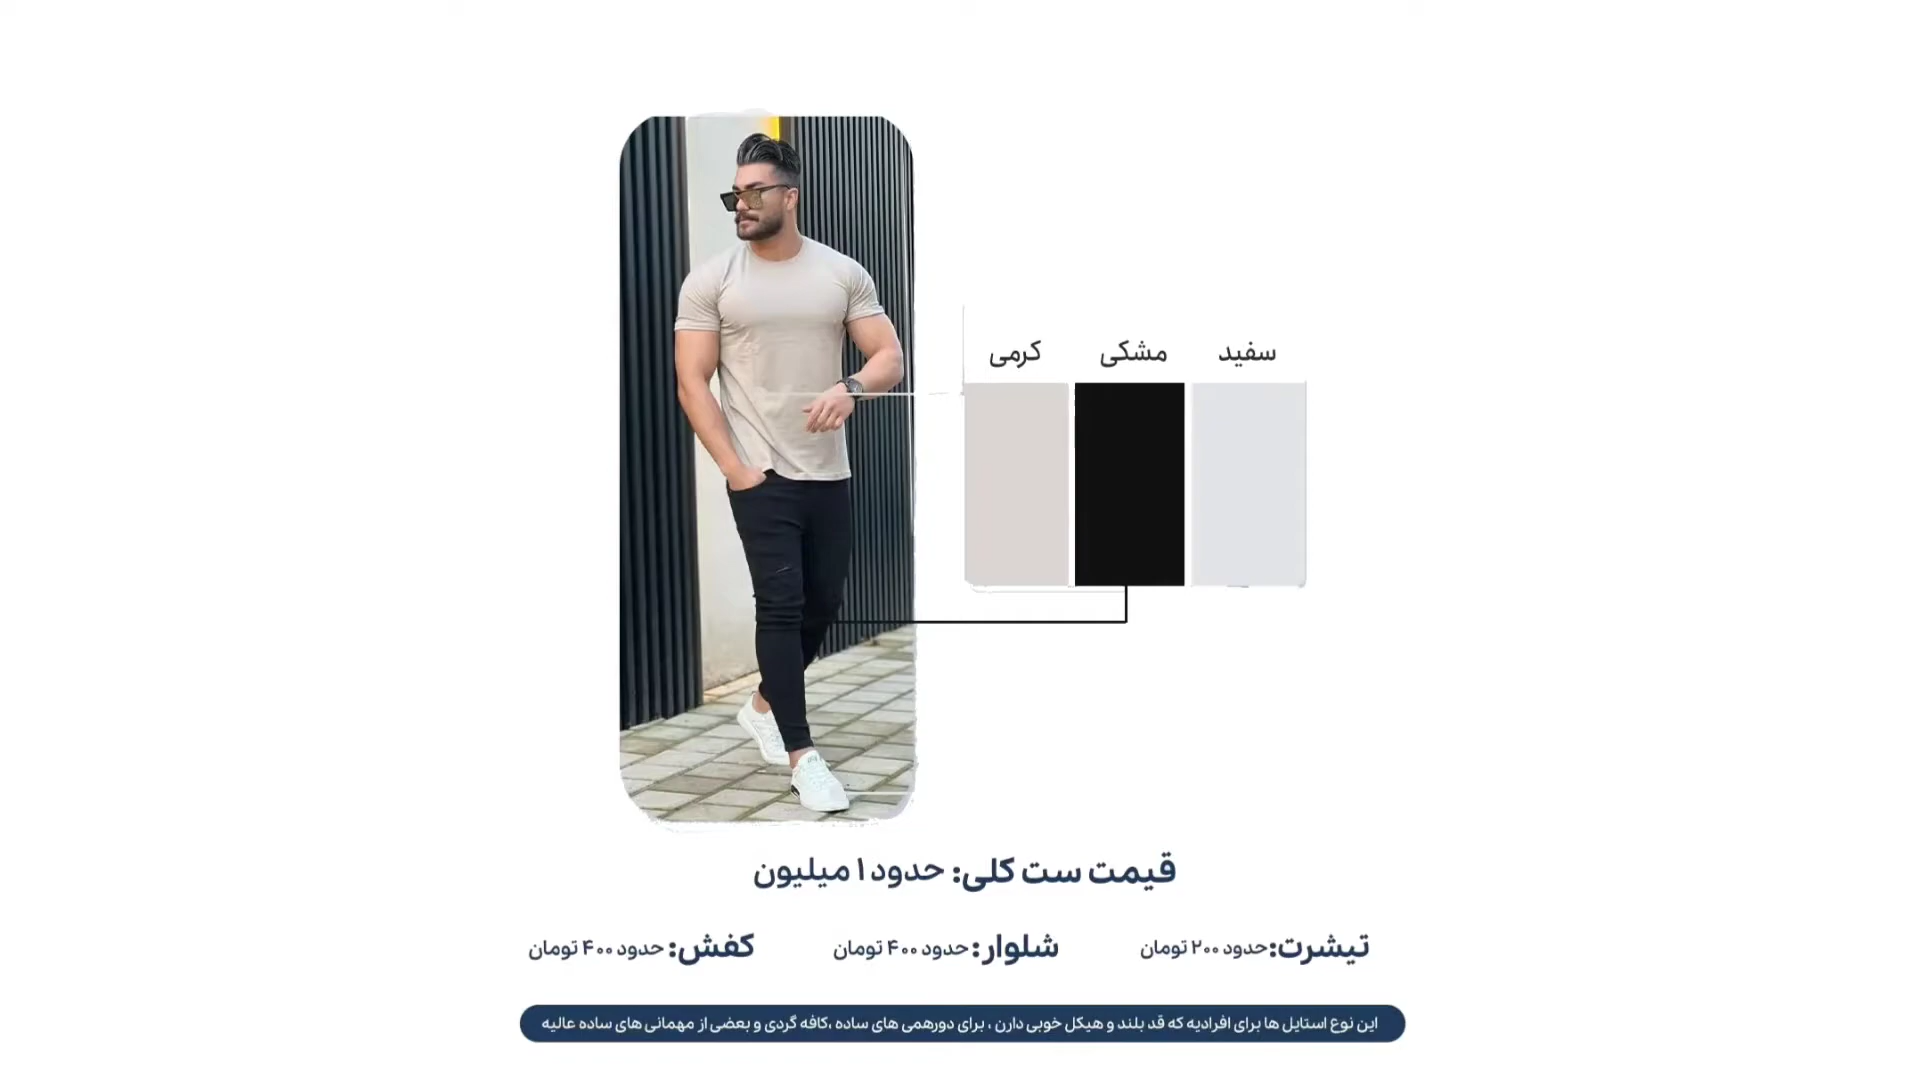 سفید مشکی کرمی
قیمت ست کلی: حدود ۱ میلیون
تیشرت: حدود ۲۰۰ تومان شلوار: حدود ۴۰۰ تومان کفش: حدود ۴۰۰ تومان
این نوع استایل ها برای افرادیه که قد بلند و هیکل خوبی دارن ، برای دورهمی های ساده ،کافه گردی و بعضی از مهمانی های ساده عالیه